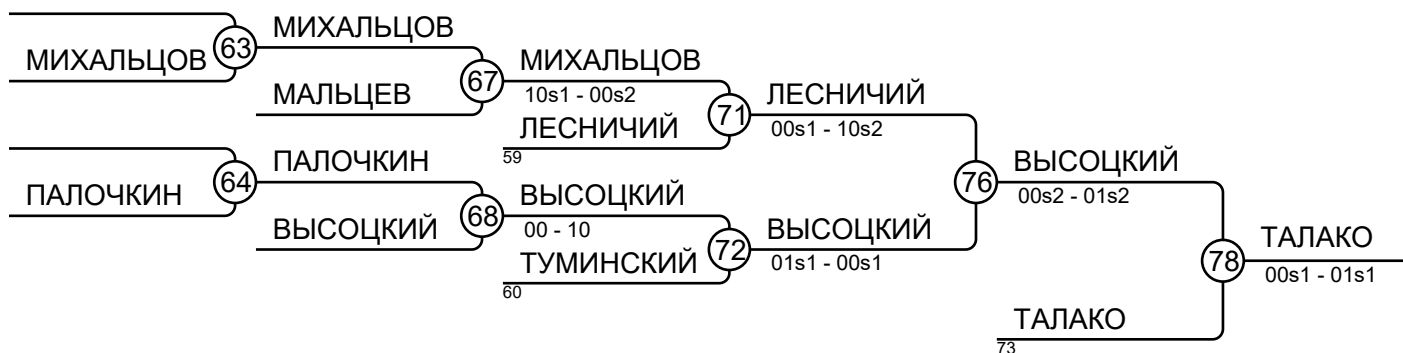 МИХАЛЬЦОВ
63
МИХАЛЬЦОВ
МАЛЬЦЕВ
67
МИХАЛЬЦОВ
10s1 - 00s2
ЛЕСНИЧИЙ
59
71
ЛЕСНИЧИЙ
00s1 - 10s2
ПАЛОЧКИН
64
ПАЛОЧКИН
ВЫСОЦКИЙ
68
ВЫСОЦКИЙ
00 - 10
ТУМИНСКИЙ
60
72
ВЫСОЦКИЙ
01s1 - 00s1
76
ВЫСОЦКИЙ
00s2 - 01s2
ТАЛАКО
73
78
ТАЛАКО
00s1 - 01s1